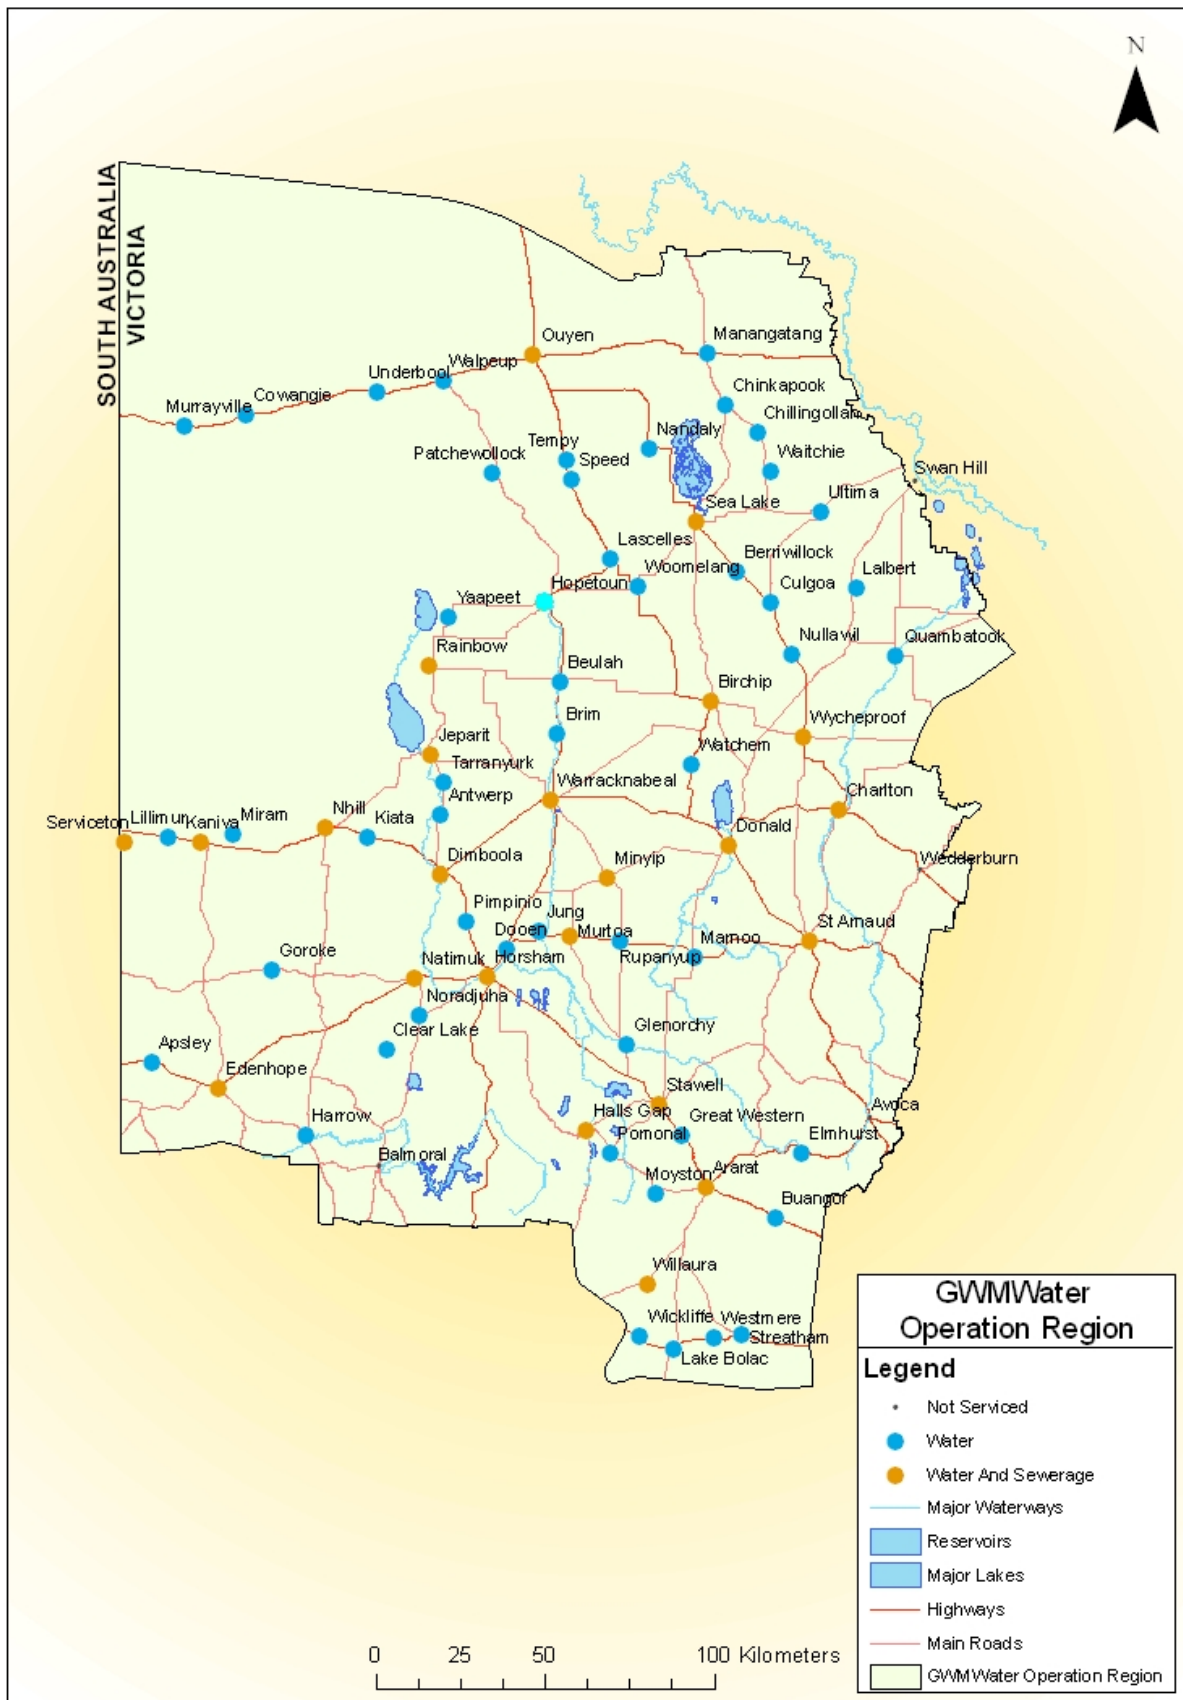 N
SOUTH AUSTRALIA
VICTORIA
Ouyen
Manangatang
Walpeup
Underbool
Cowangie
Murrayville
Chinkapook
Chillingollah
Nandaly
Tempy
Patchewollock
Speed
Waitchie
Swan Hill
Ultima
Sea Lake
Lascelles
Berriwillock
Woomelang
Lalbert
Hopetoun
Culgoa
Yaapeet
Nullawil
Quambatook
Rainbow
Beulah
Birchip
Brim
Wycheproof
Jeparit
Watchem
Tarranyurk
Warracknabeal
Antwerp
Charlton
Serviceton
Lillimur
Kaniva
Miram
Nhill
Kiata
Donald
Dimboola
Minyip
Wedderburn
Pimpinio
Jung
Dooen
Murtoa
Marnoo
St Arnaud
Goroke
Natimuk
Horsham
Rupanyup
Noradjuha
Clear Lake
Glenorchy
Apsley
Edenhope
Stawell
Avoca
Harrow
Halls Gap
Great Western
Pomonal
Elmhurst
Balmoral
Moyston
Ararat
Buangor
Willaura
Wickliffe
Westmere
Streatham
Lake Bolac
GWMWater
Operation Region
Legend
Not Serviced
Water
Water And Sewerage
Major Waterways
Reservoirs
Major Lakes
Highways
Main Roads
GWMWater Operation Region
0 25 50 100 Kilometers